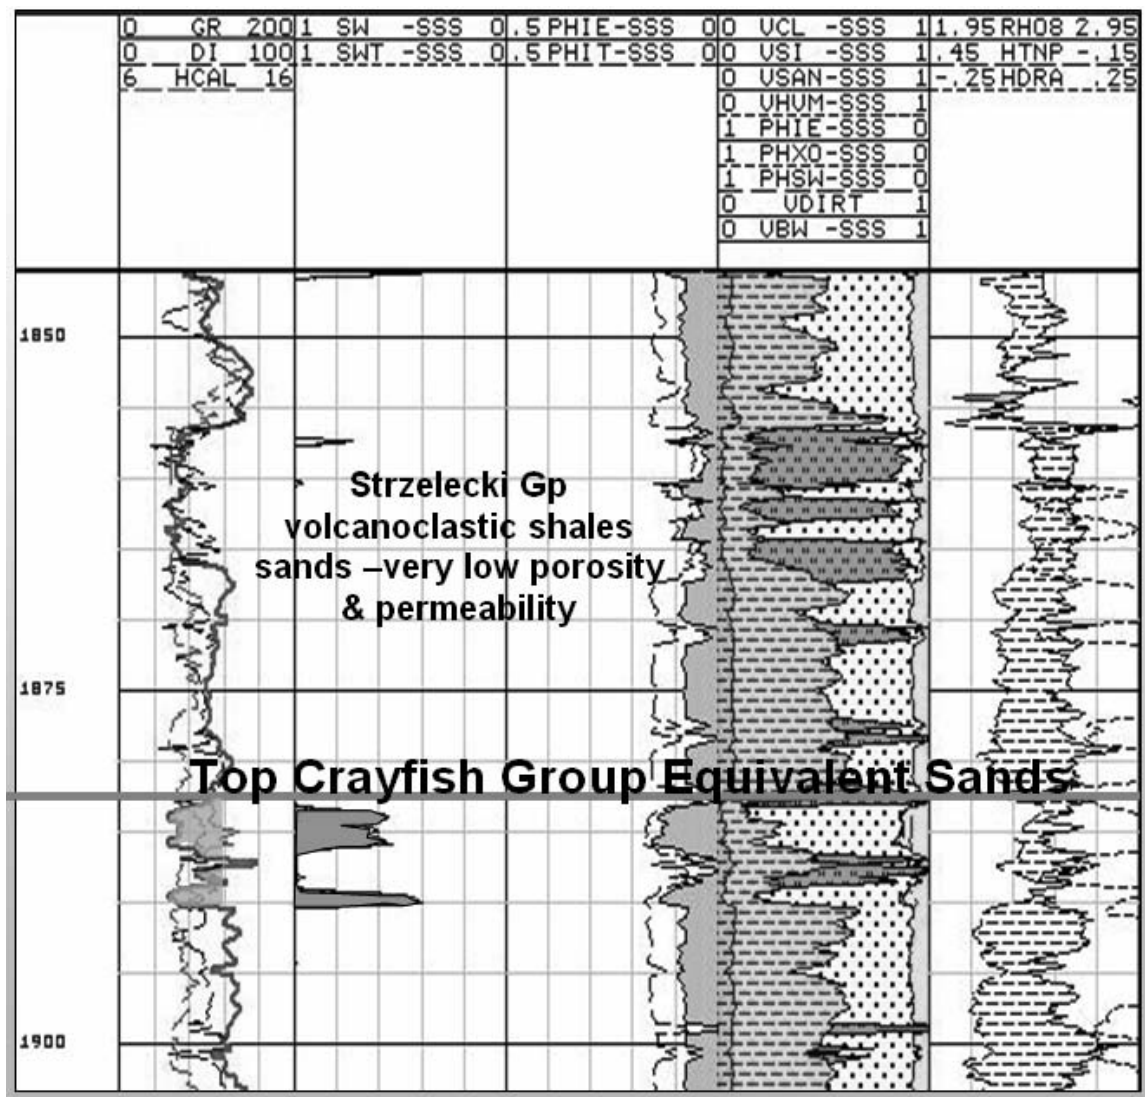 0 GR 200 1 SW -SSS 0 .5 PHIE-SSS 0 0 VCL -SSS 1 1.95 RHO8 2.95
0 DI 100 1 SWT -SSS 0 .5 PHIT-SSS 0 0 VSI -SSS 1 .45 HTNP -.15
6 HCAL 16 0 VSAN-SSS 1 -.25 HDRA .25
0 VHVM-SSS 1
1 PHIE-SSS 0
1 PHXO-SSS 0
1 PHSW-SSS 0
0 VDIRT 1
0 VBW -SSS 1
1850
Strzelecki Gp
volcanoclastic shales
sands –very low porosity
& permeability
1875
Top Crayfish Group Equivalent Sands
1900